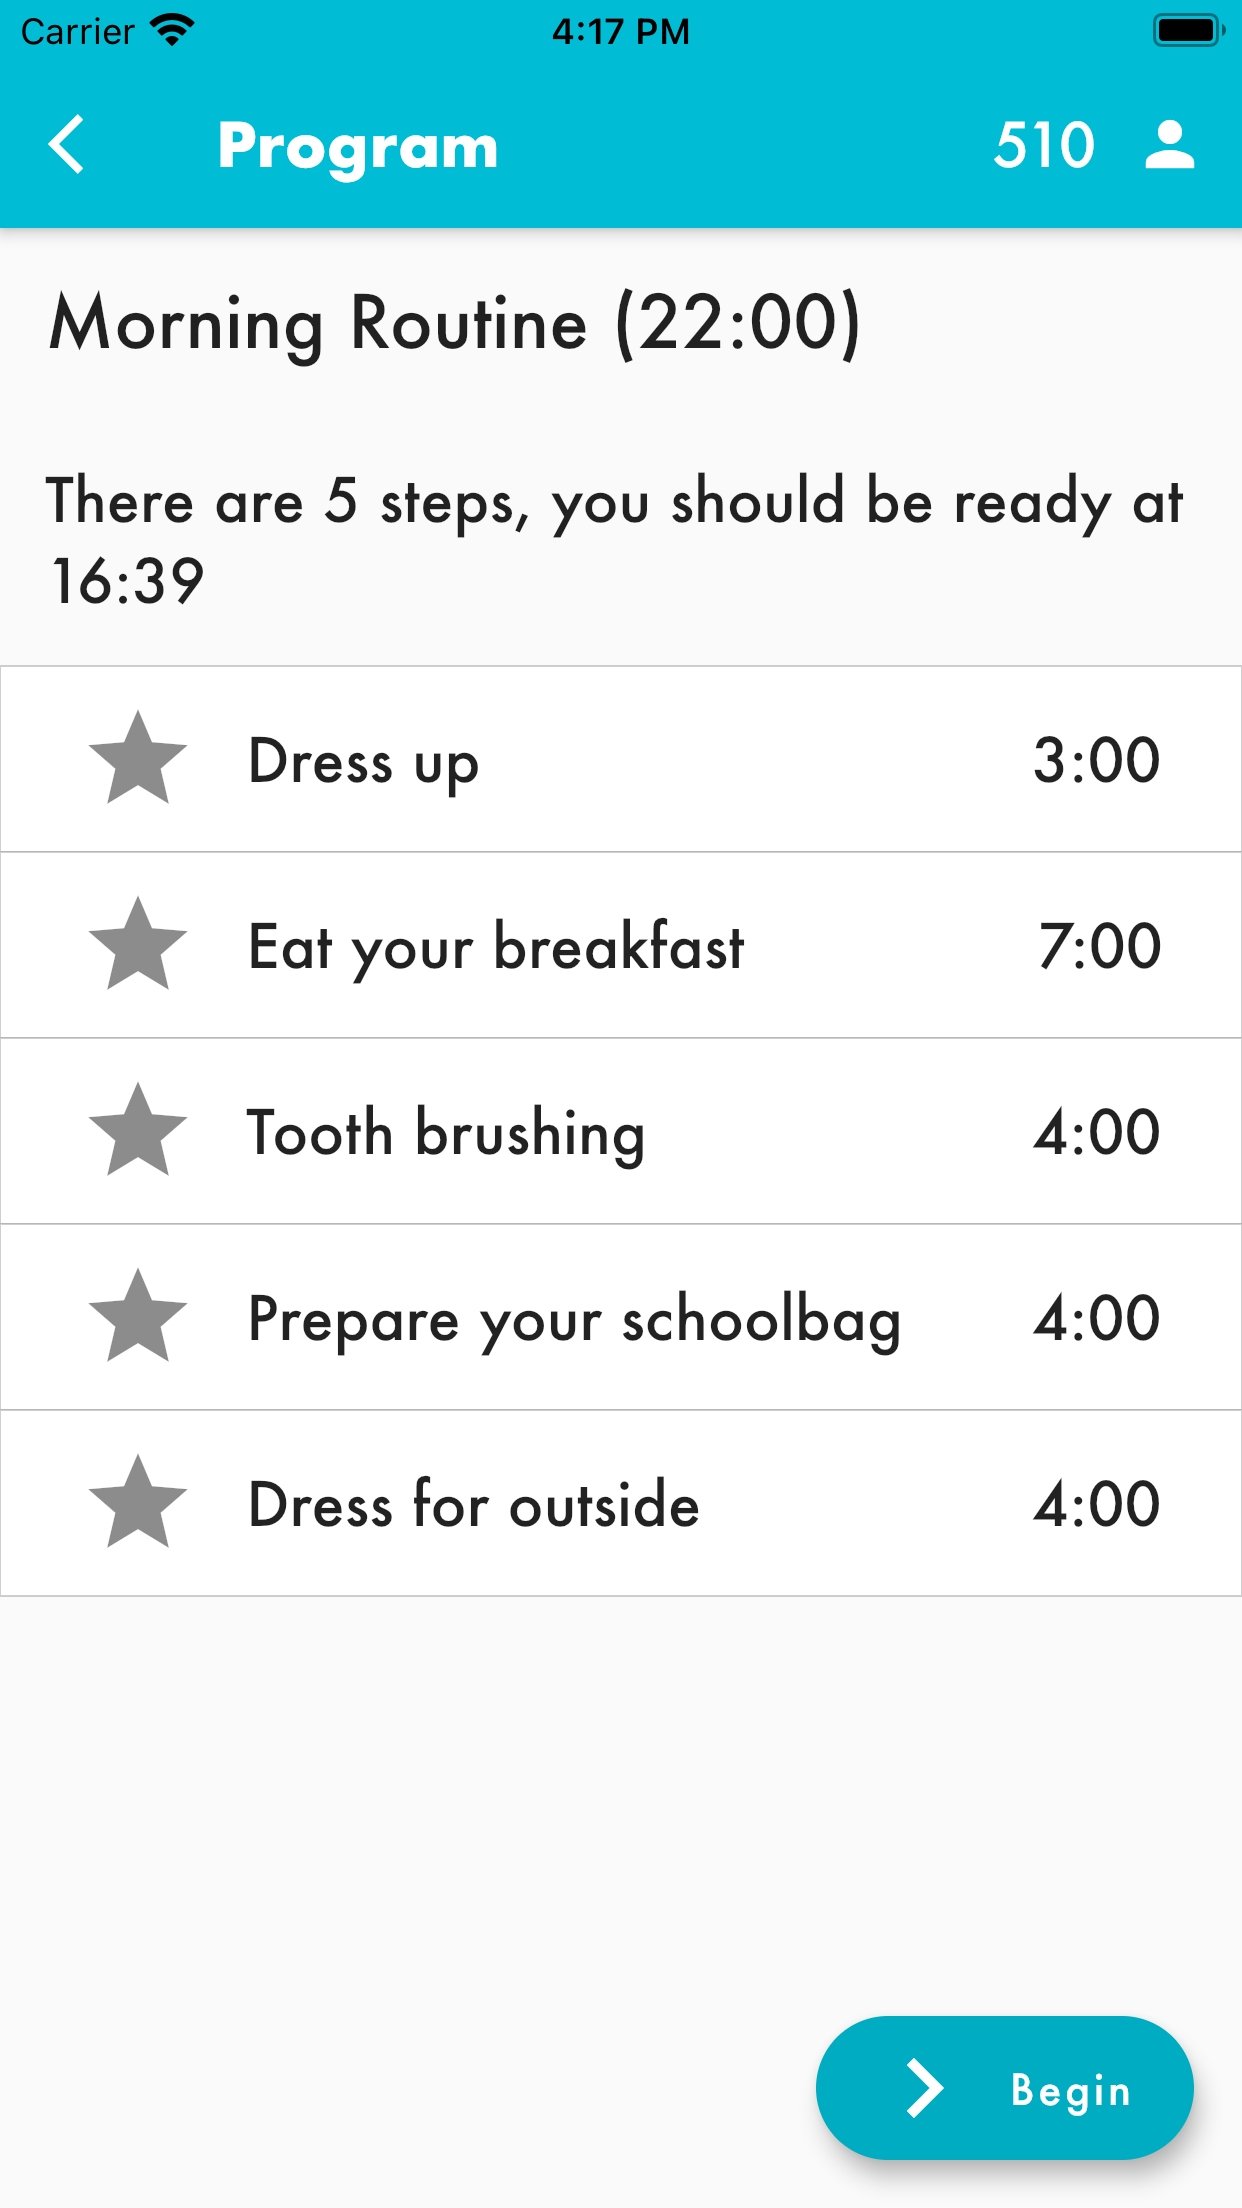 Carrier 4:17 PM
Program 510
Morning Routine (22:00)
There are 5 steps, you should be ready at
16:39
Dress up 3:00
Eat your breakfast 7:00
Tooth brushing 4:00
Prepare your schoolbag 4:00
Dress for outside 4:00
Begin